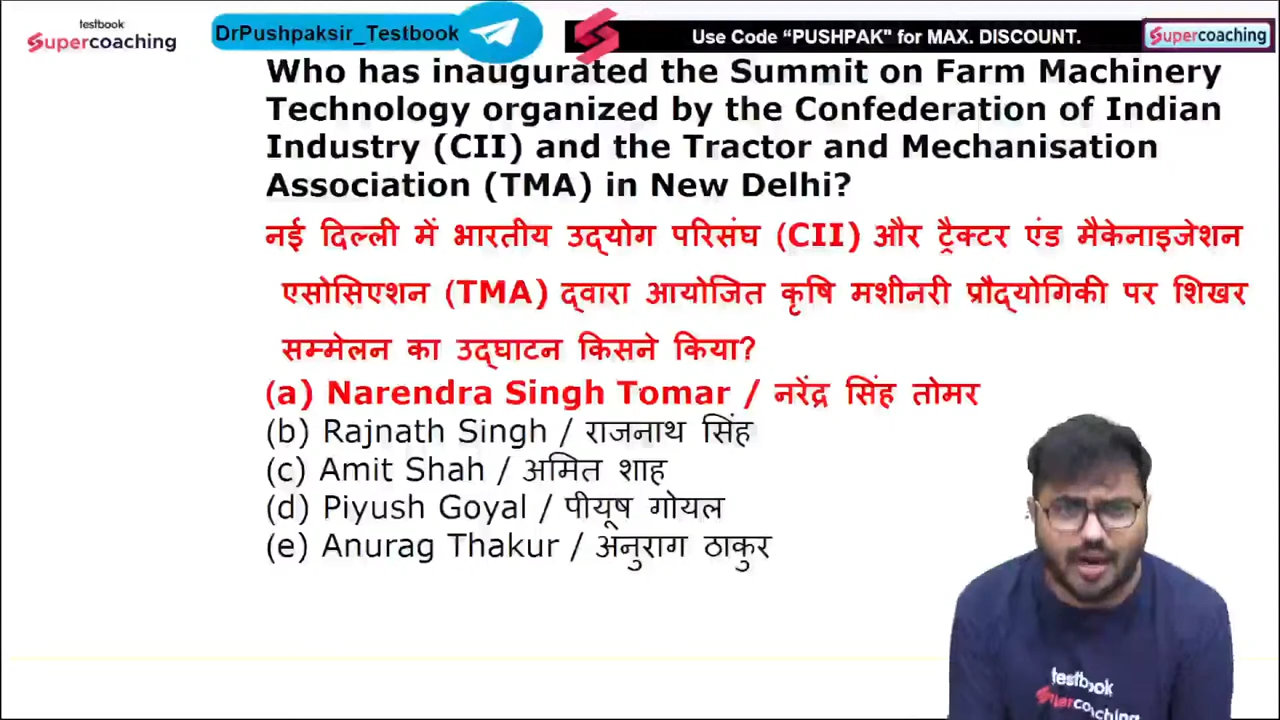 testbook
Supercoaching
DrPushpaksir_Testbook
Use Code “PUSHPAK" for MAX. DISCOUNT.
Supercoaching
Who has inaugurated the Summit on Farm Machinery
Technology organized by the Confederation of Indian
Industry (CII) and the Tractor and Mechanisation
Association (TMA) in New Delhi?
नई दिल्ली में भारतीय उद्योग परिसंघ (CII) और ट्रैक्टर एंड मैकेनाइजेशन
एसोसिएशन (TMA) द्वारा आयोजित कृषि मशीनरी प्रौद्योगिकी पर शिखर
सम्मेलन का उद्घाटन किसने किया?
(a) Narendra Singh Tomar / नरेंद्र सिंह तोमर
(b) Rajnath Singh / राजनाथ सिंह
(c) Amit Shah / अमित शाह
(d) Piyush Goyal / पीयूष गोयल
(e) Anurag Thakur / अनुराग ठाकुर
testbook
Supercoaching